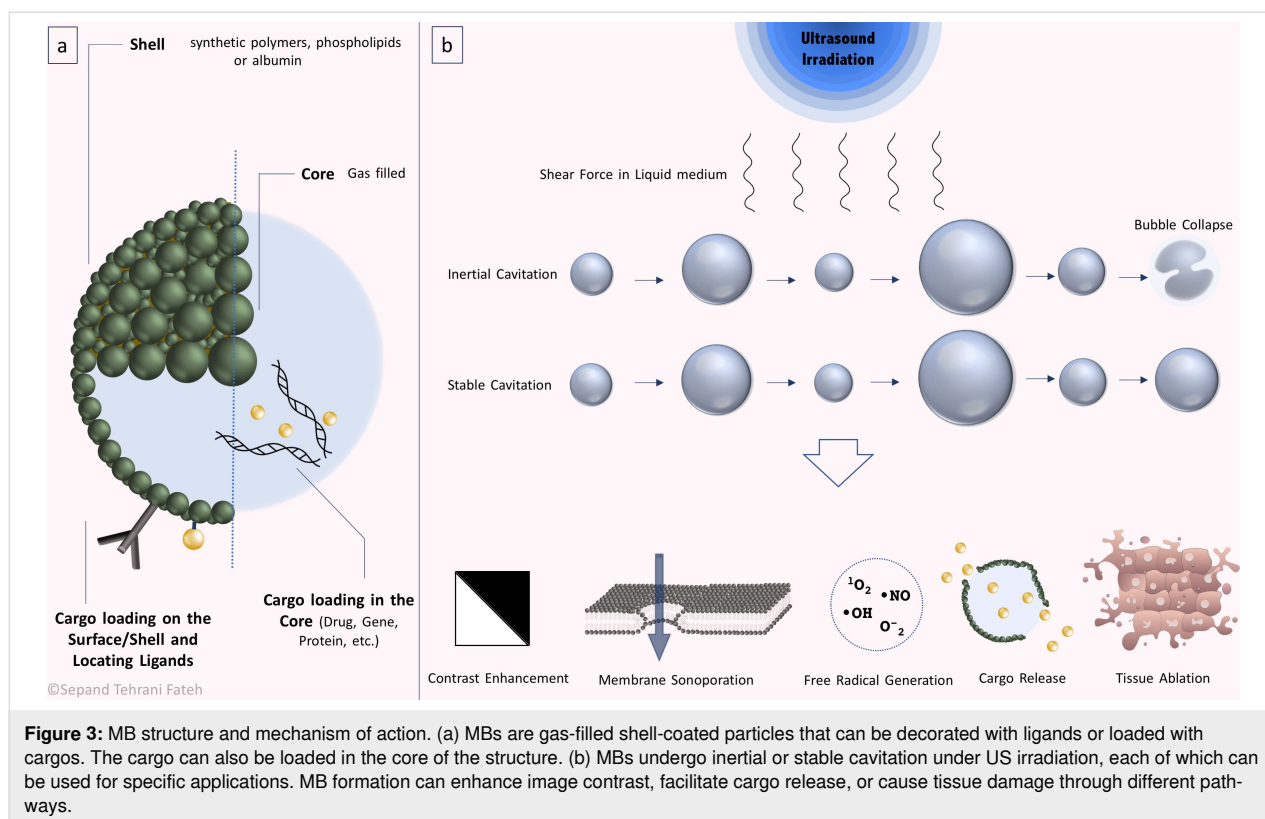 a
Shell
synthetic polymers, phospholipids
or albumin
Core Gas filled
Cargo loading on the
Surface/Shell and
Locating Ligands
Cargo loading in the
Core (Drug, Gene,
Protein, etc.)
©Sepand Tehrani Fateh
b
Ultrasound
Irradiation
Shear Force in Liquid medium
Inertial Cavitation
Bubble Collapse
Stable Cavitation
¹O₂ •NO
•OH
O⁻₂
Contrast Enhancement
Membrane Sonoporation
Free Radical Generation
Cargo Release
Tissue Ablation
Figure 3: MB structure and mechanism of action. (a) MBs are gas-filled shell-coated particles that can be decorated with ligands or loaded with
cargos. The cargo can also be loaded in the core of the structure. (b) MBs undergo inertial or stable cavitation under US irradiation, each of which can
be used for specific applications. MB formation can enhance image contrast, facilitate cargo release, or cause tissue damage through different path-
ways.